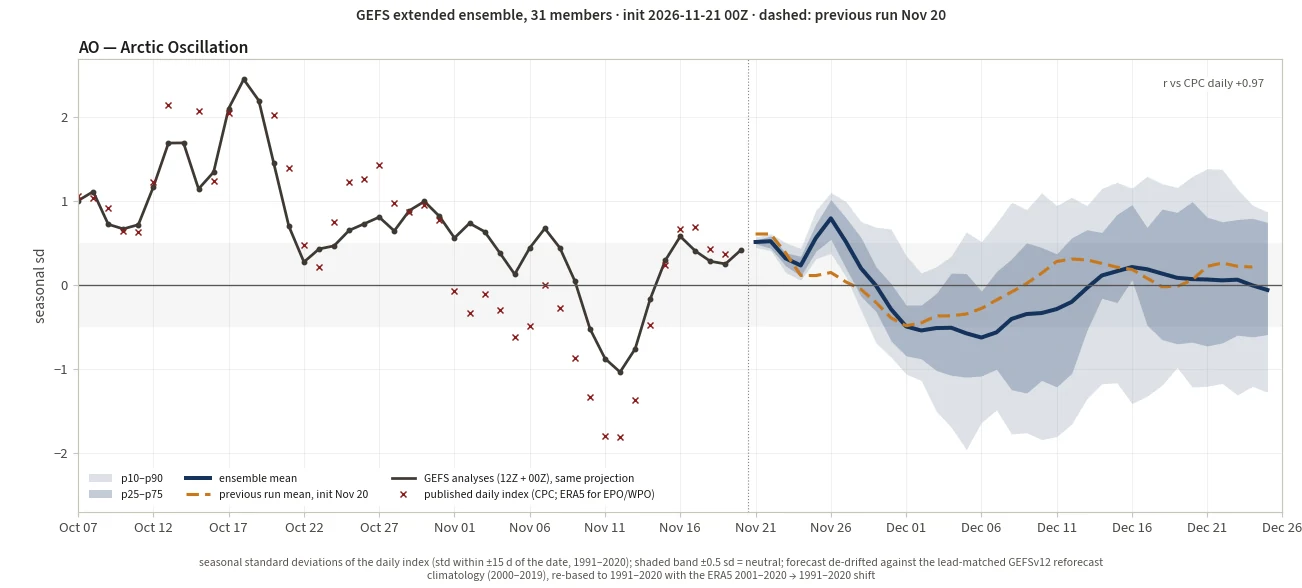 GEFS extended ensemble, 31 members · init 2026-11-21 00Z · dashed: previous run Nov 20
AO — Arctic Oscillation
r vs CPC daily +0.97
seasonal sd
2
1
0
−1
−2
p10–p90
ensemble mean
GEFS analyses (12Z + 00Z), same projection
p25–p75
previous run mean, init Nov 20
published daily index (CPC; ERA5 for EPO/WPO)
Oct 07 Oct 12 Oct 17 Oct 22 Oct 27 Nov 01 Nov 06 Nov 11 Nov 16 Nov 21 Nov 26 Dec 01 Dec 06 Dec 11 Dec 16 Dec 21 Dec 26
seasonal standard deviations of the daily index (std within ±15 d of the date, 1991–2020); shaded band ±0.5 sd = neutral; forecast de-drifted against the lead-matched GEFSv12 reforecast
climatology (2000–2019), re-based to 1991–2020 with the ERA5 2001–2020 → 1991–2020 shift